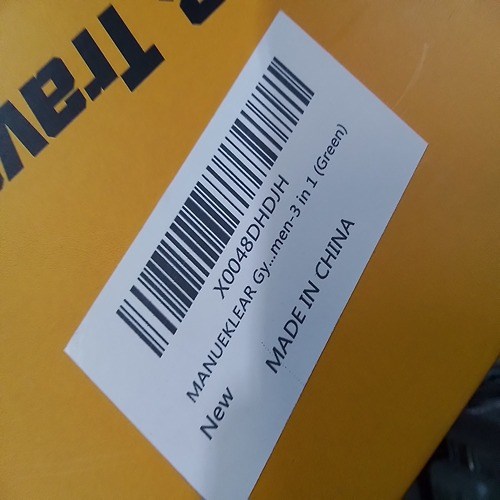 & Trav
X0048DHDJH
MANUEKLEAR Gy...men-3 in 1 (Green)
New
MADE IN CHINA